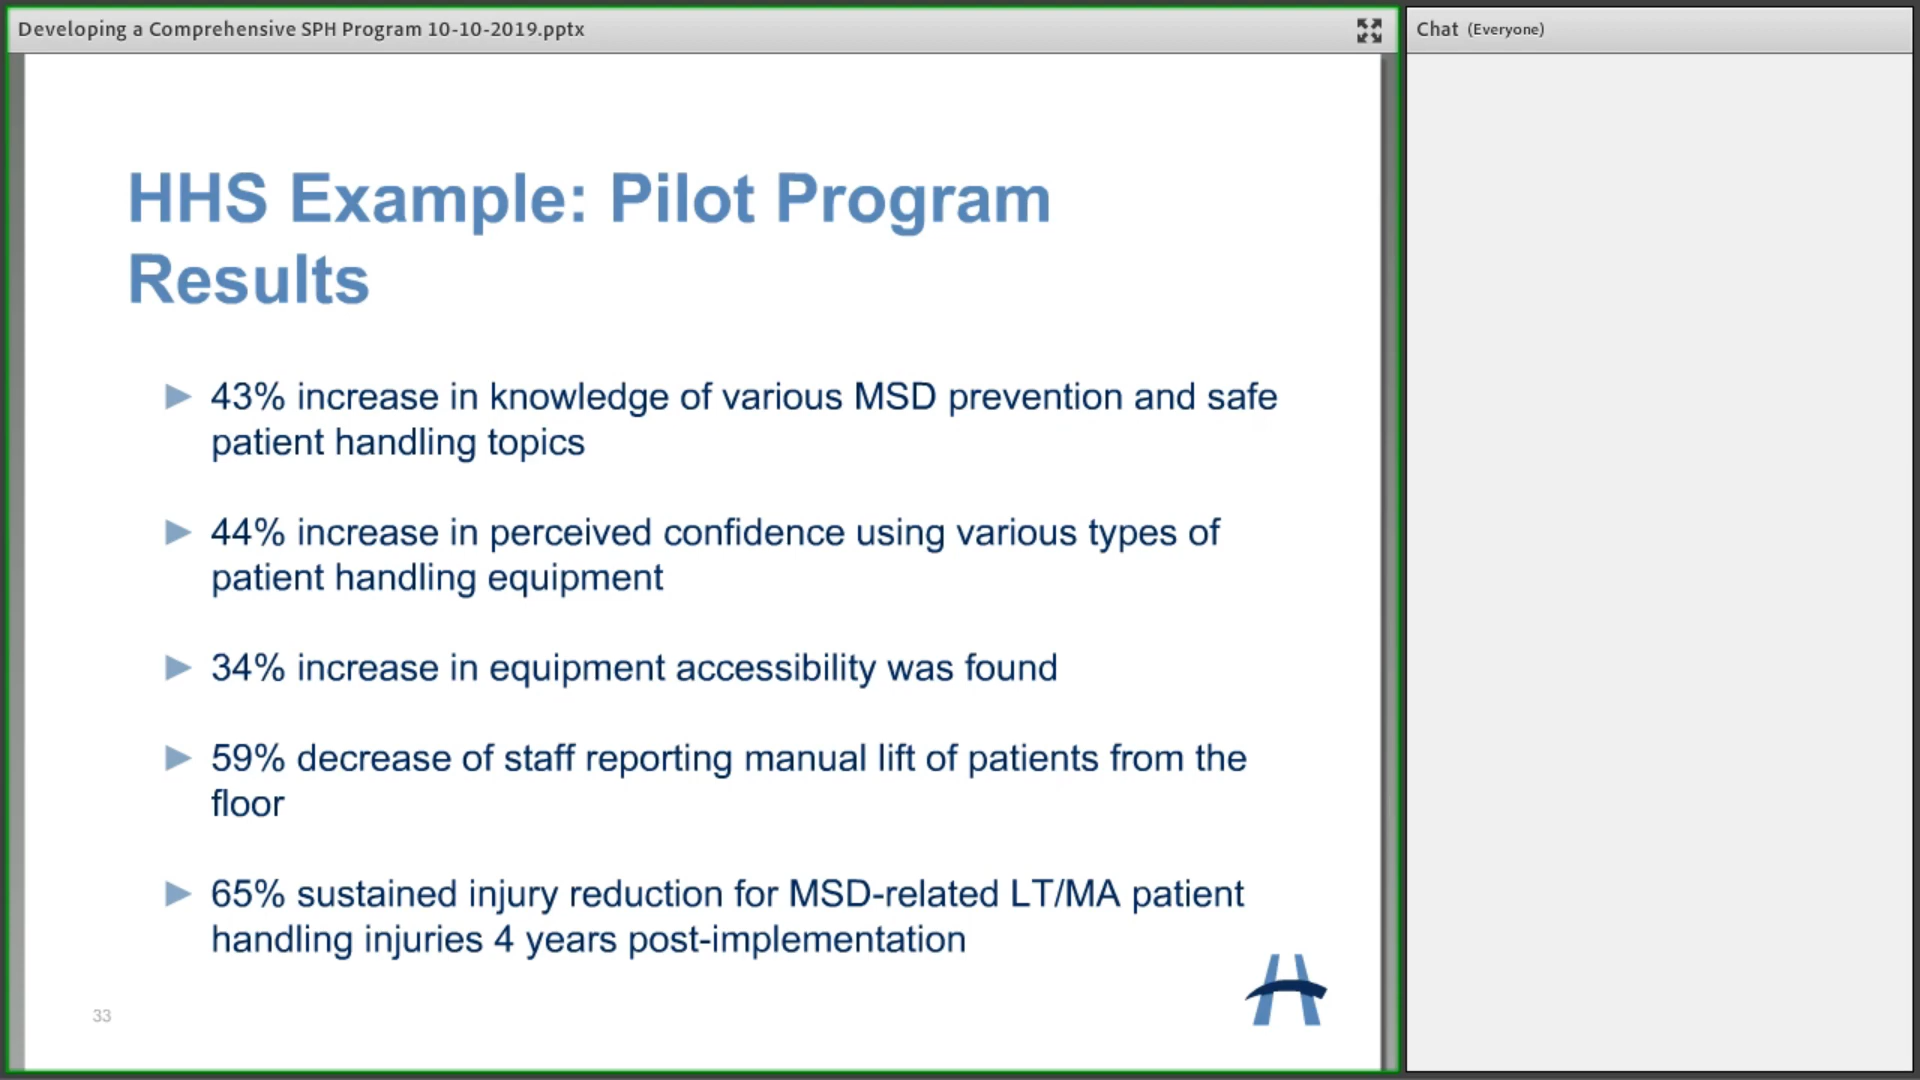 Developing a Comprehensive SPH Program 10-10-2019.pptx
Chat (Everyone)
HHS Example: Pilot Program
Results
43% increase in knowledge of various MSD prevention and safe
patient handling topics
44% increase in perceived confidence using various types of
patient handling equipment
34% increase in equipment accessibility was found
59% decrease of staff reporting manual lift of patients from the
floor
65% sustained injury reduction for MSD-related LT/MA patient
handling injuries 4 years post-implementation
33